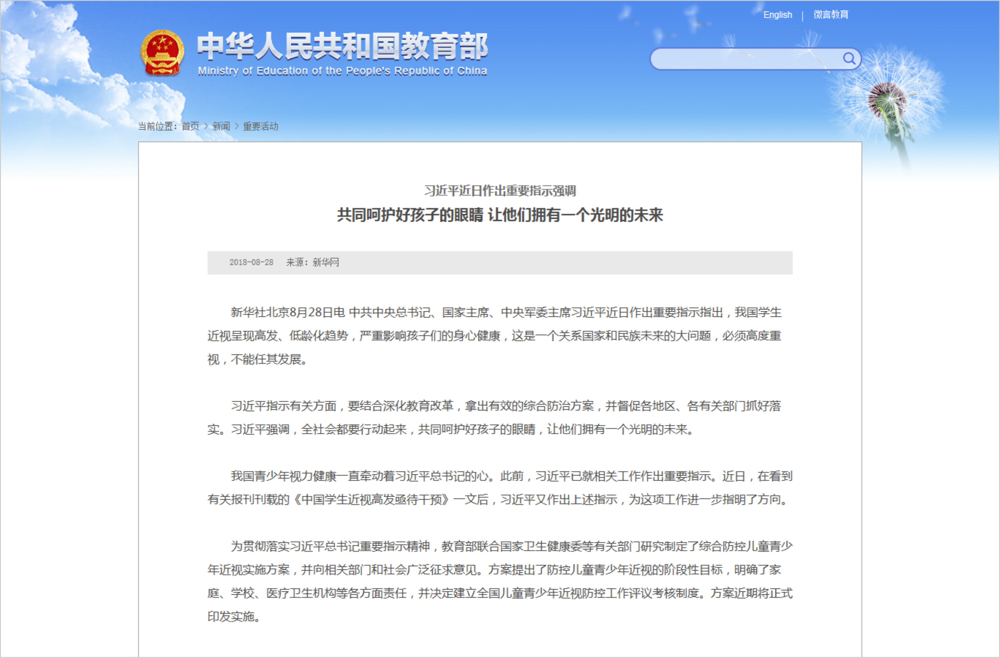 English | 微言教育
中华人民共和国教育部
Ministry of Education of the People's Republic of China
当前位置：首页 > 新闻 > 重要活动
习近平近日作出重要指示强调
共同呵护好孩子的眼睛 让他们拥有一个光明的未来
2018-08-28 来源：新华网
新华社北京8月28日电 中共中央总书记、国家主席、中央军委主席习近平近日作出重要指示指出，我国学生
近视呈现高发、低龄化趋势，严重影响孩子们的身心健康，这是一个关系国家和民族未来的大问题，必须高度重
视，不能任其发展。
习近平指示有关方面，要结合深化教育改革，拿出有效的综合防治方案，并督促各地区、各有关部门抓好落
实。习近平强调，全社会都要行动起来，共同呵护好孩子的眼睛，让他们拥有一个光明的未来。
我国青少年视力健康一直牵动着习近平总书记的心。此前，习近平已就相关工作作出重要指示。近日，在看到
有关报刊刊载的《中国学生近视高发亟待干预》一文后，习近平又作出上述指示，为这项工作进一步指明了方向。
为贯彻落实习近平总书记重要指示精神，教育部联合国家卫生健康委等有关部门研究制定了综合防控儿童青少
年近视实施方案，并向相关部门和社会广泛征求意见。方案提出了防控儿童青少年近视的阶段性目标，明确了家
庭、学校、医疗卫生机构等各方面责任，并决定建立全国儿童青少年近视防控工作评议考核制度。方案近期将正式
印发实施。